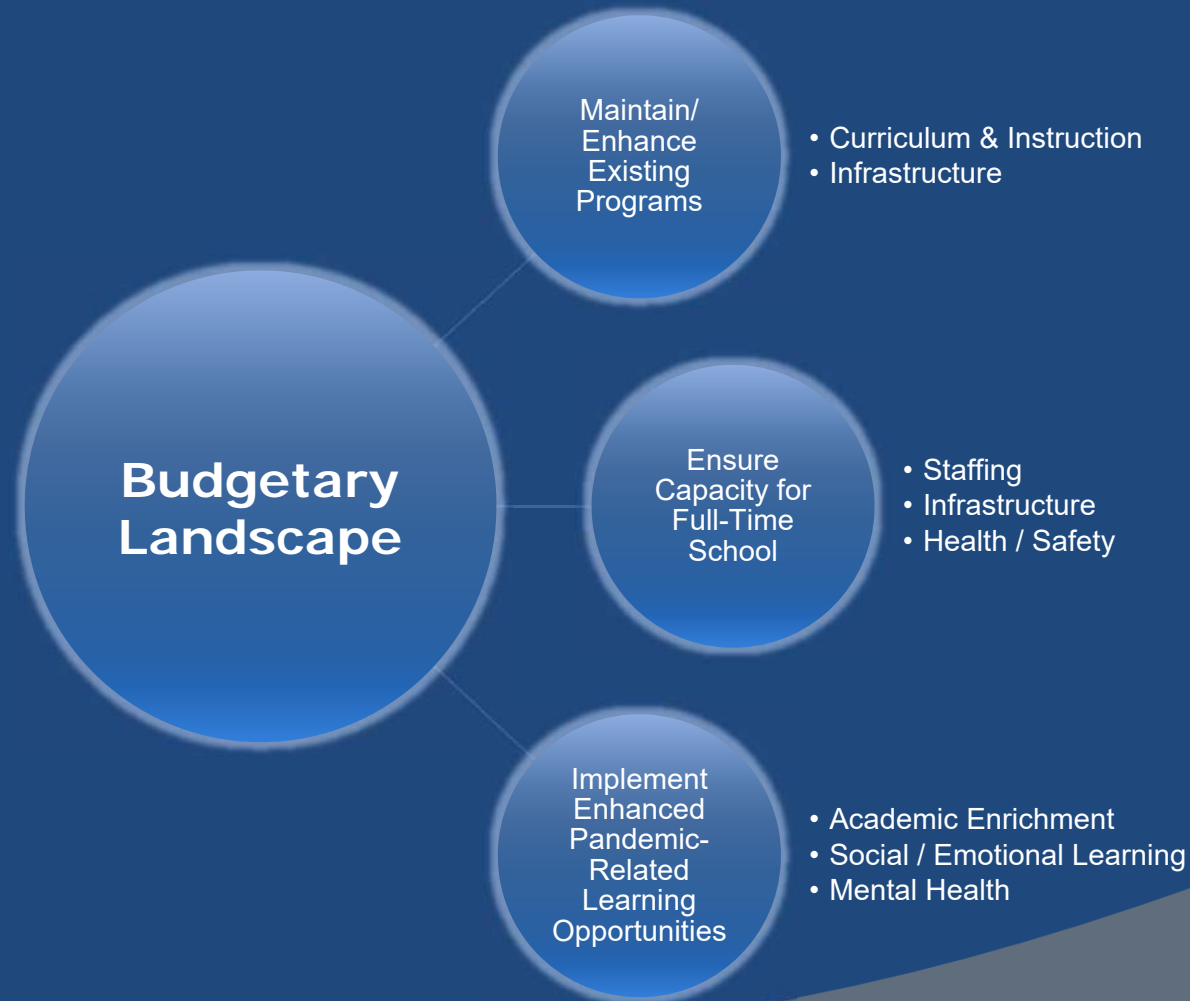 Budgetary
Landscape
Maintain/
Enhance
Existing
Programs
• Curriculum & Instruction
• Infrastructure
Ensure
Capacity for
Full-Time
School
• Staffing
• Infrastructure
• Health / Safety
Implement
Enhanced
Pandemic-
Related
Learning
Opportunities
• Academic Enrichment
• Social / Emotional Learning
• Mental Health